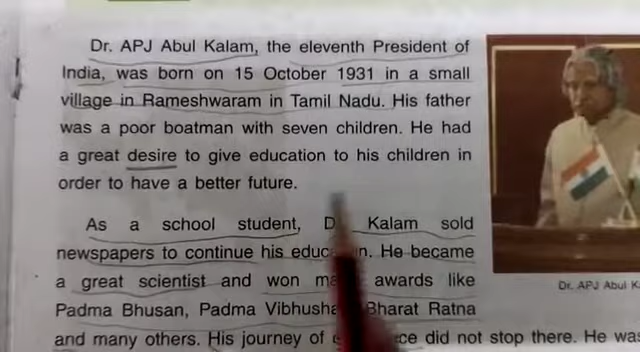 Dr. APJ Abul Kalam, the eleventh President of
India, was born on 15 October 1931 in a small
village in Rameshwaram in Tamil Nadu. His father
was a poor boatman with seven children. He had
a great desire to give education to his children in
order to have a better future.
As a school student, Kalam sold
newspapers to continue his He became
a great scientist and won awards like
Padma Bhusan, Padma Bharat Ratna
and many others. His journey of did not stop there. He was
Dr. APJ Abul